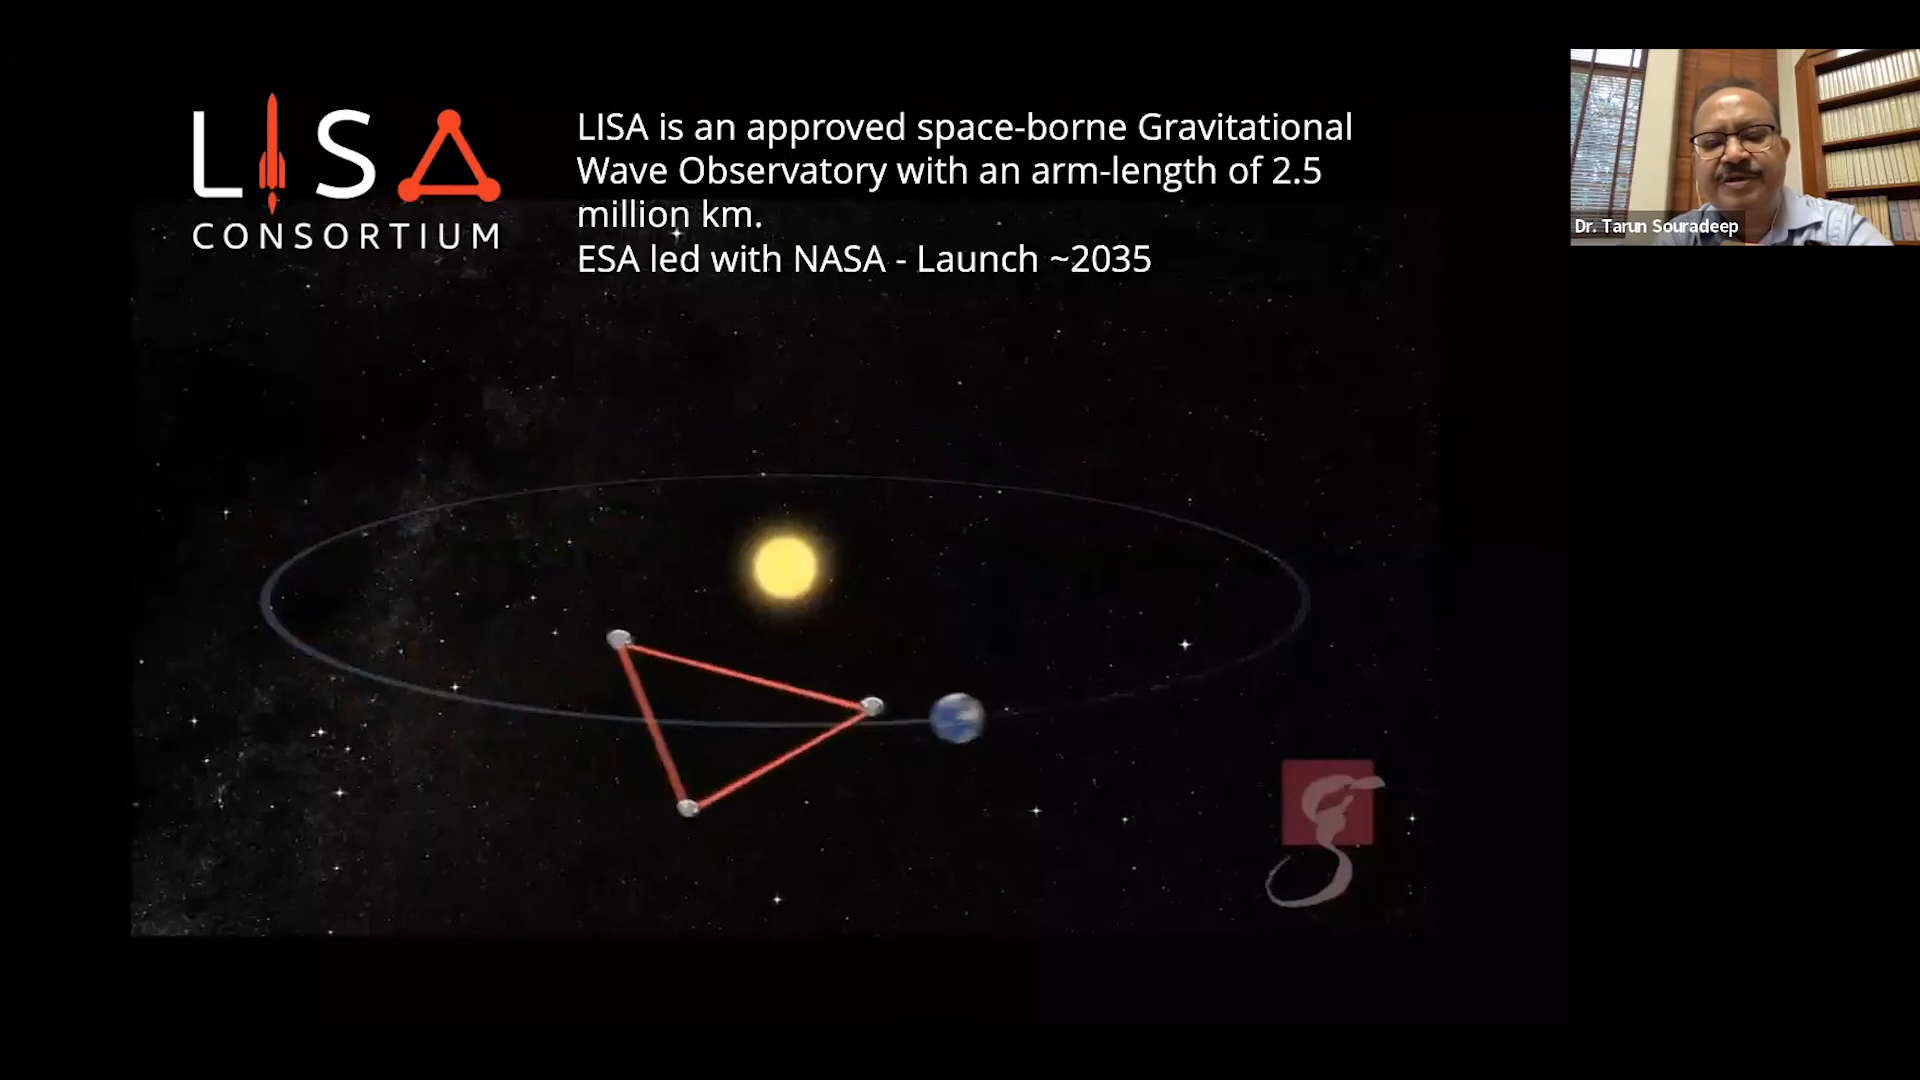 LISA
CONSORTIUM
LISA is an approved space-borne Gravitational
Wave Observatory with an arm-length of 2.5
million km.
ESA led with NASA - Launch ~2035
Dr. Tarun Souradeep